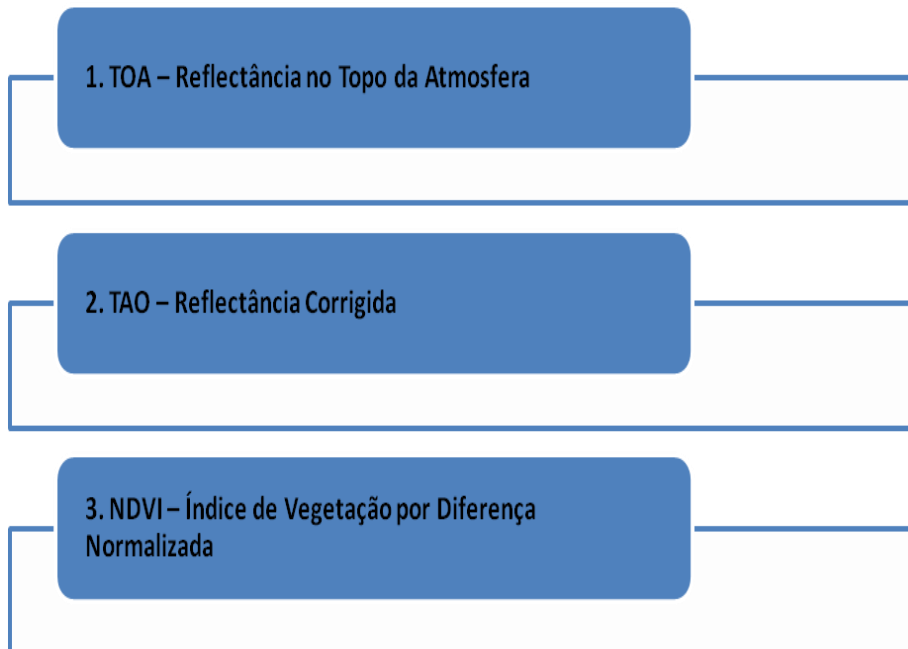 1. TOA – Reflectância no Topo da Atmosfera
2. TAO – Reflectância Corrigida
3. NDVI – Índice de Vegetação por Diferença
Normalizada